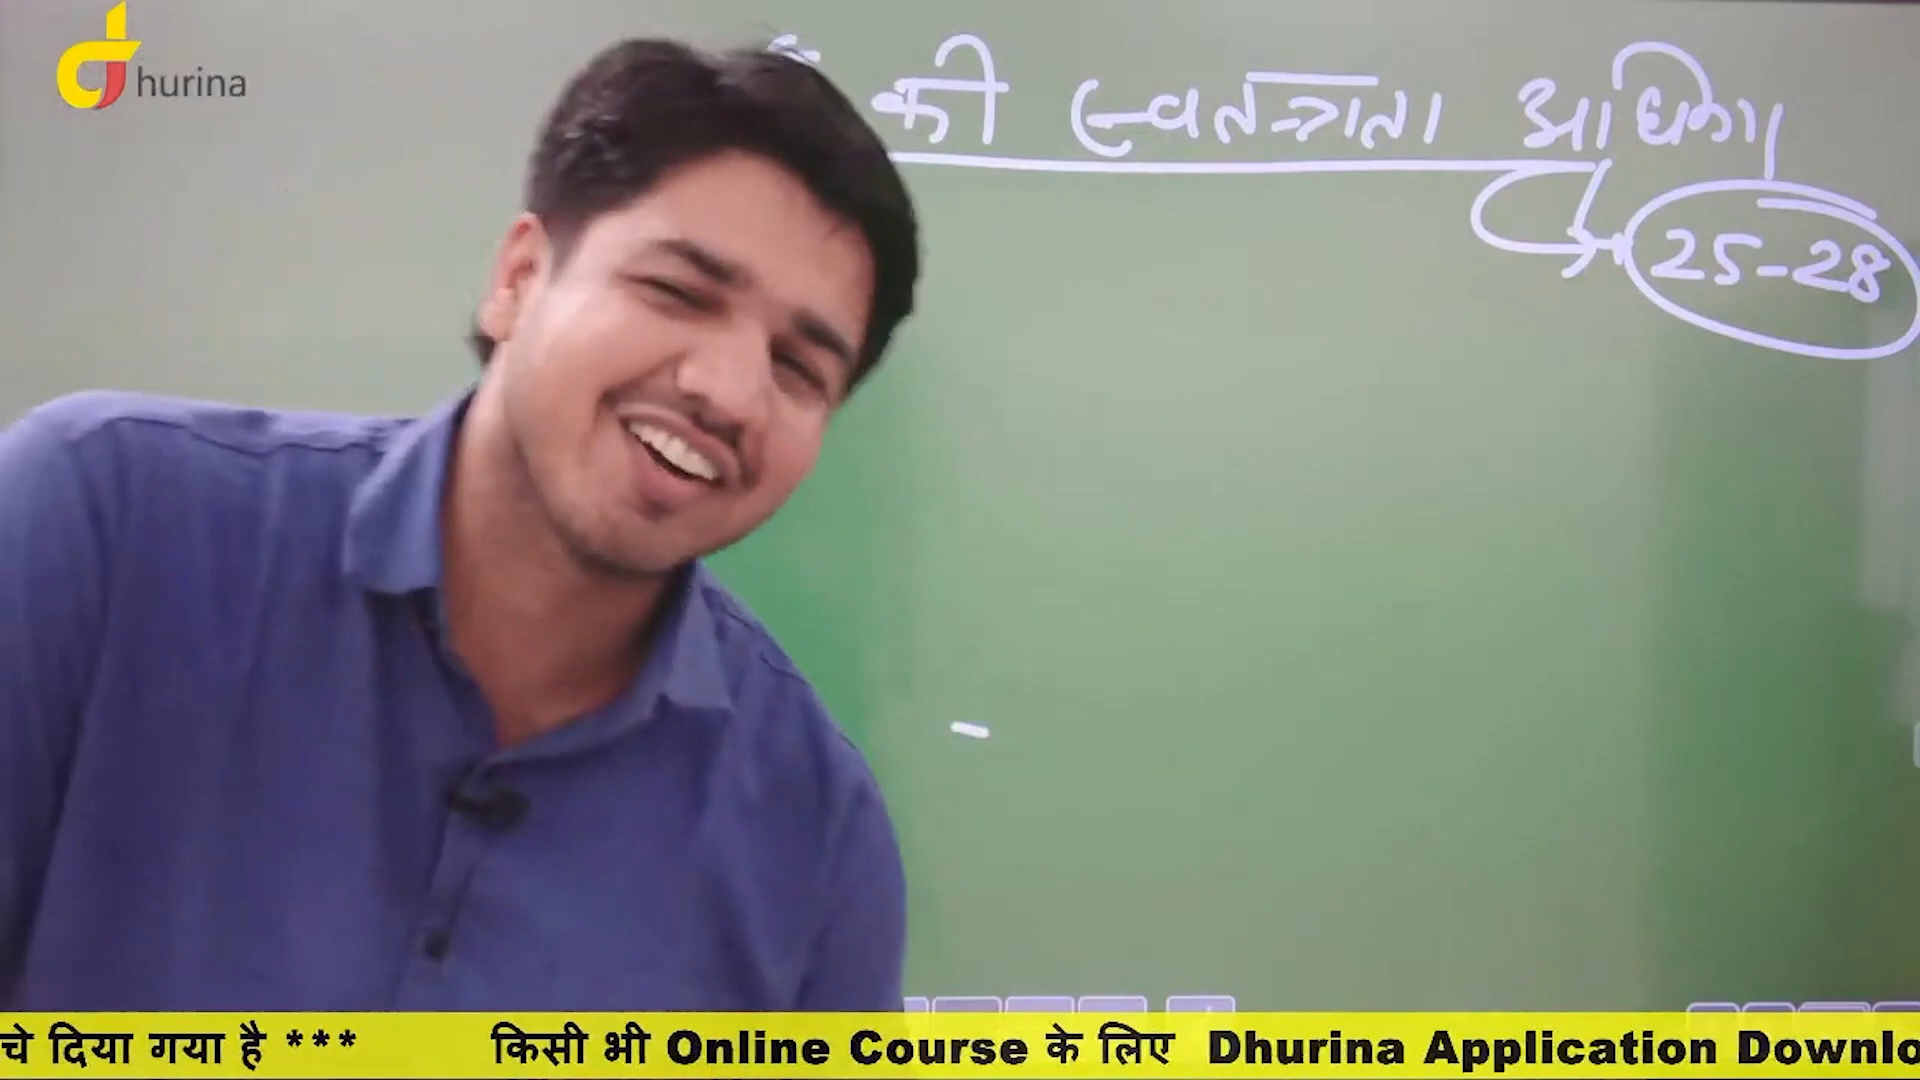 dhurina
की स्वतन्त्रता अधिका
25-28
चे दिया गया है *** किसी भी Online Course के लिए Dhurina Application Downlo